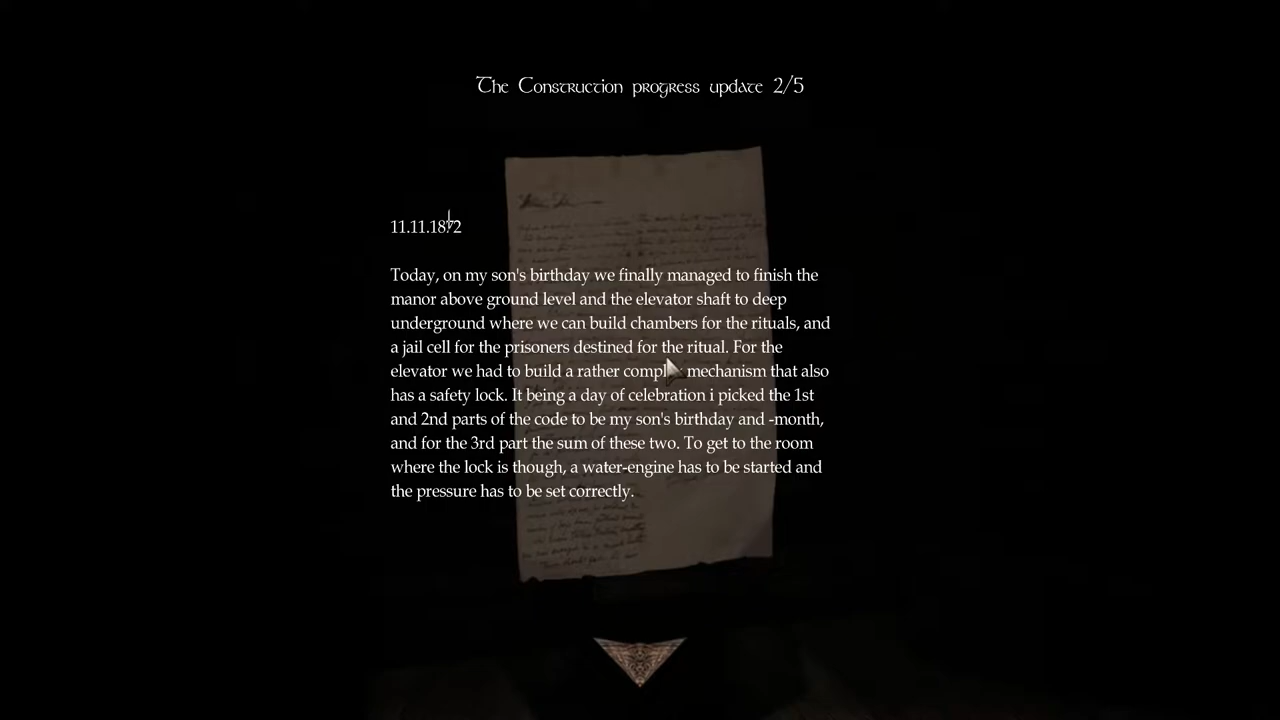 The Construction progress update 2/5
11.11.1872
Today, on my son's birthday we finally managed to finish the
manor above ground level and the elevator shaft to deep
underground where we can build chambers for the rituals, and
a jail cell for the prisoners destined for the ritual. For the
elevator we had to build a rather mechanism that also
has a safety lock. It being a day of celebration i picked the 1st
and 2nd parts of the code to be my son's birthday and -month,
and for the 3rd part the sum of these two. To get to the room
where the lock is though, a water-engine has to be started and
the pressure has to be set correctly.